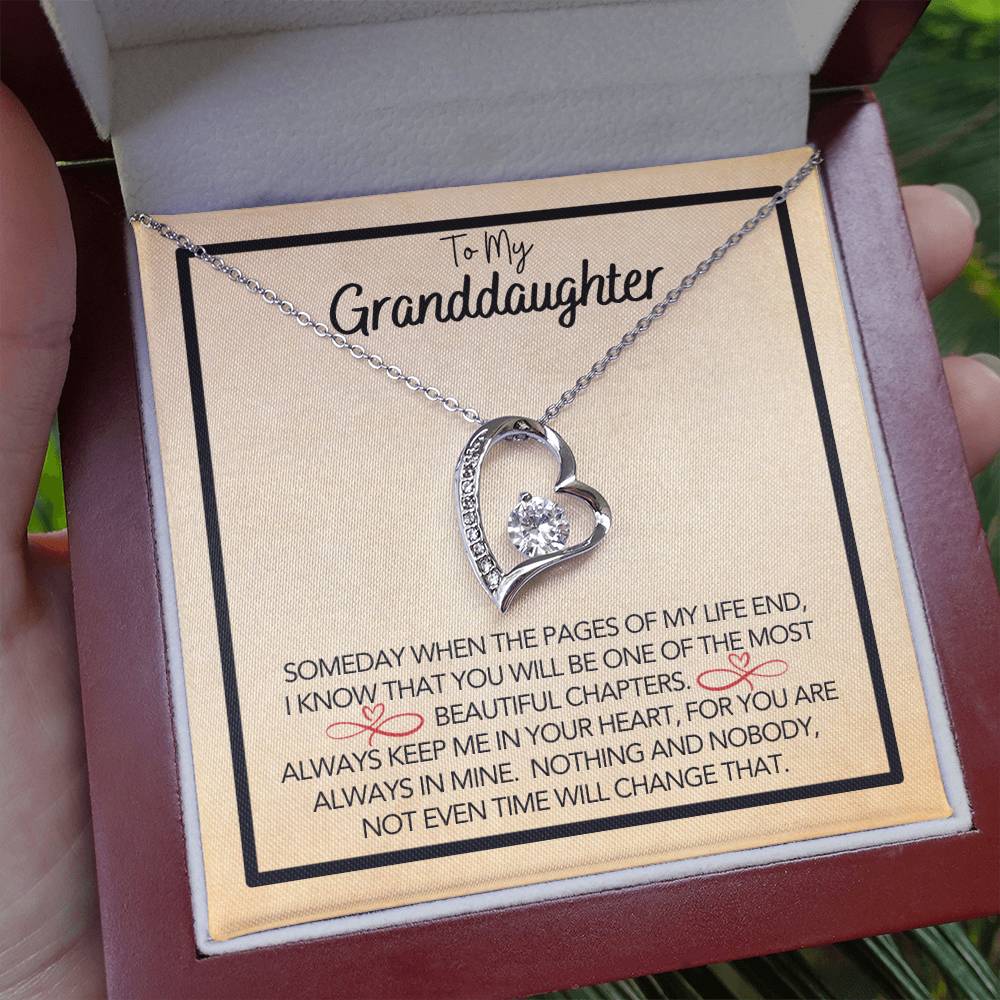 To My
Granddaughter
SOMEDAY WHEN THE PAGES OF MY LIFE END,
I KNOW THAT YOU WILL BE ONE OF THE MOST
BEAUTIFUL CHAPTERS.
ALWAYS KEEP ME IN YOUR HEART, FOR YOU ARE
ALWAYS IN MINE. NOTHING AND NOBODY,
NOT EVEN TIME WILL CHANGE THAT.